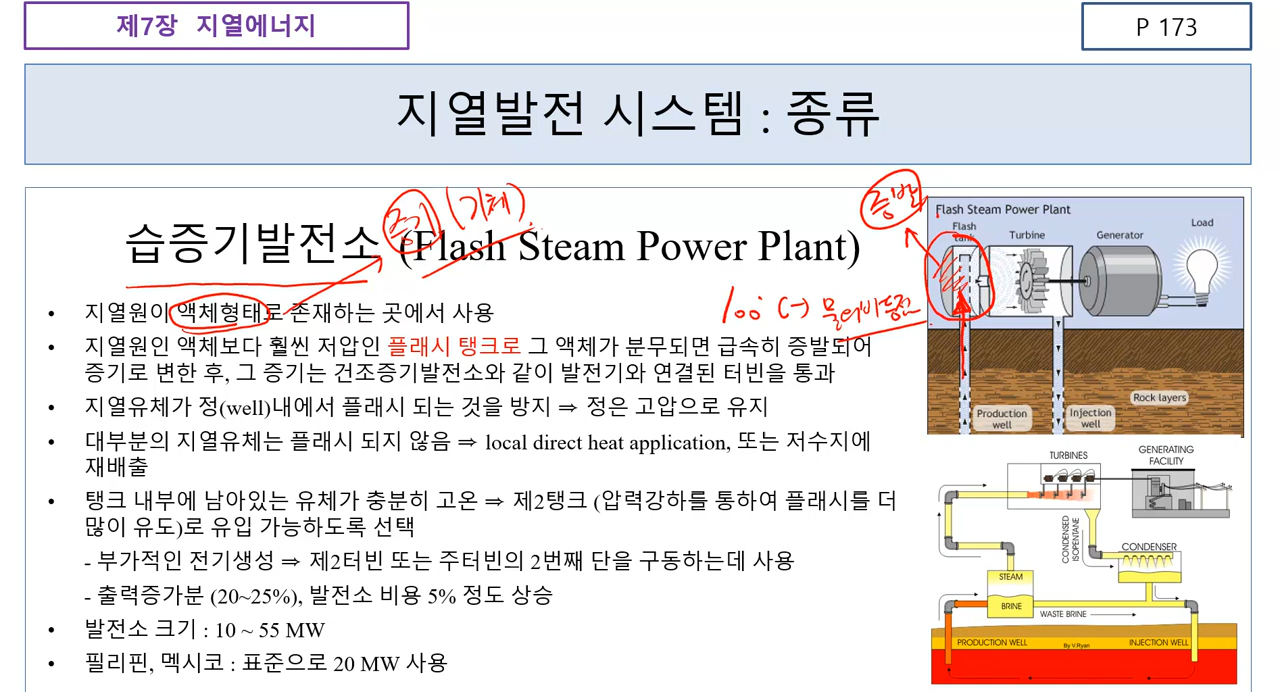 제7장 지열에너지
P 173
지열발전 시스템 : 종류
증기 (기체)
증발
습증기발전소 (Flash Steam Power Plant)
• 지열원이 액체형태로 존재하는 곳에서 사용
100° (-)
• 지열원인 액체보다 훨씬 저압인 플래시 탱크로 그 액체가 분무되면 급속히 증발되어
증기로 변한 후, 그 증기는 건조증기발전소와 같이 발전기와 연결된 터빈을 통과
• 지열유체가 정(well)내에서 플래시 되는 것을 방지 ⇒ 정은 고압으로 유지
• 대부분의 지열유체는 플래시 되지 않음 ⇒ local direct heat application, 또는 저수지에
재배출
• 탱크 내부에 남아있는 유체가 충분히 고온 ⇒ 제2탱크 (압력강하를 통하여 플래시를 더
많이 유도)로 유입 가능하도록 선택
- 부가적인 전기생성 ⇒ 제2터빈 또는 주터빈의 2번째 단을 구동하는데 사용
- 출력증가분 (20~25%), 발전소 비용 5% 정도 상승
• 발전소 크기 : 10 ~ 55 MW
• 필리핀, 멕시코 : 표준으로 20 MW 사용
Flash Steam Power Plant
Flash
tank
Turbine
Generator
Load
Rock layers
Production
well
Injection
well
TURBINES
GENERATING
FACILITY
CONDENSED
ISOPENTANE
CONDENSER
STEAM
BRINE
WASTE BRINE
PRODUCTION WELL
By V.Ryan
INJECTION WELL